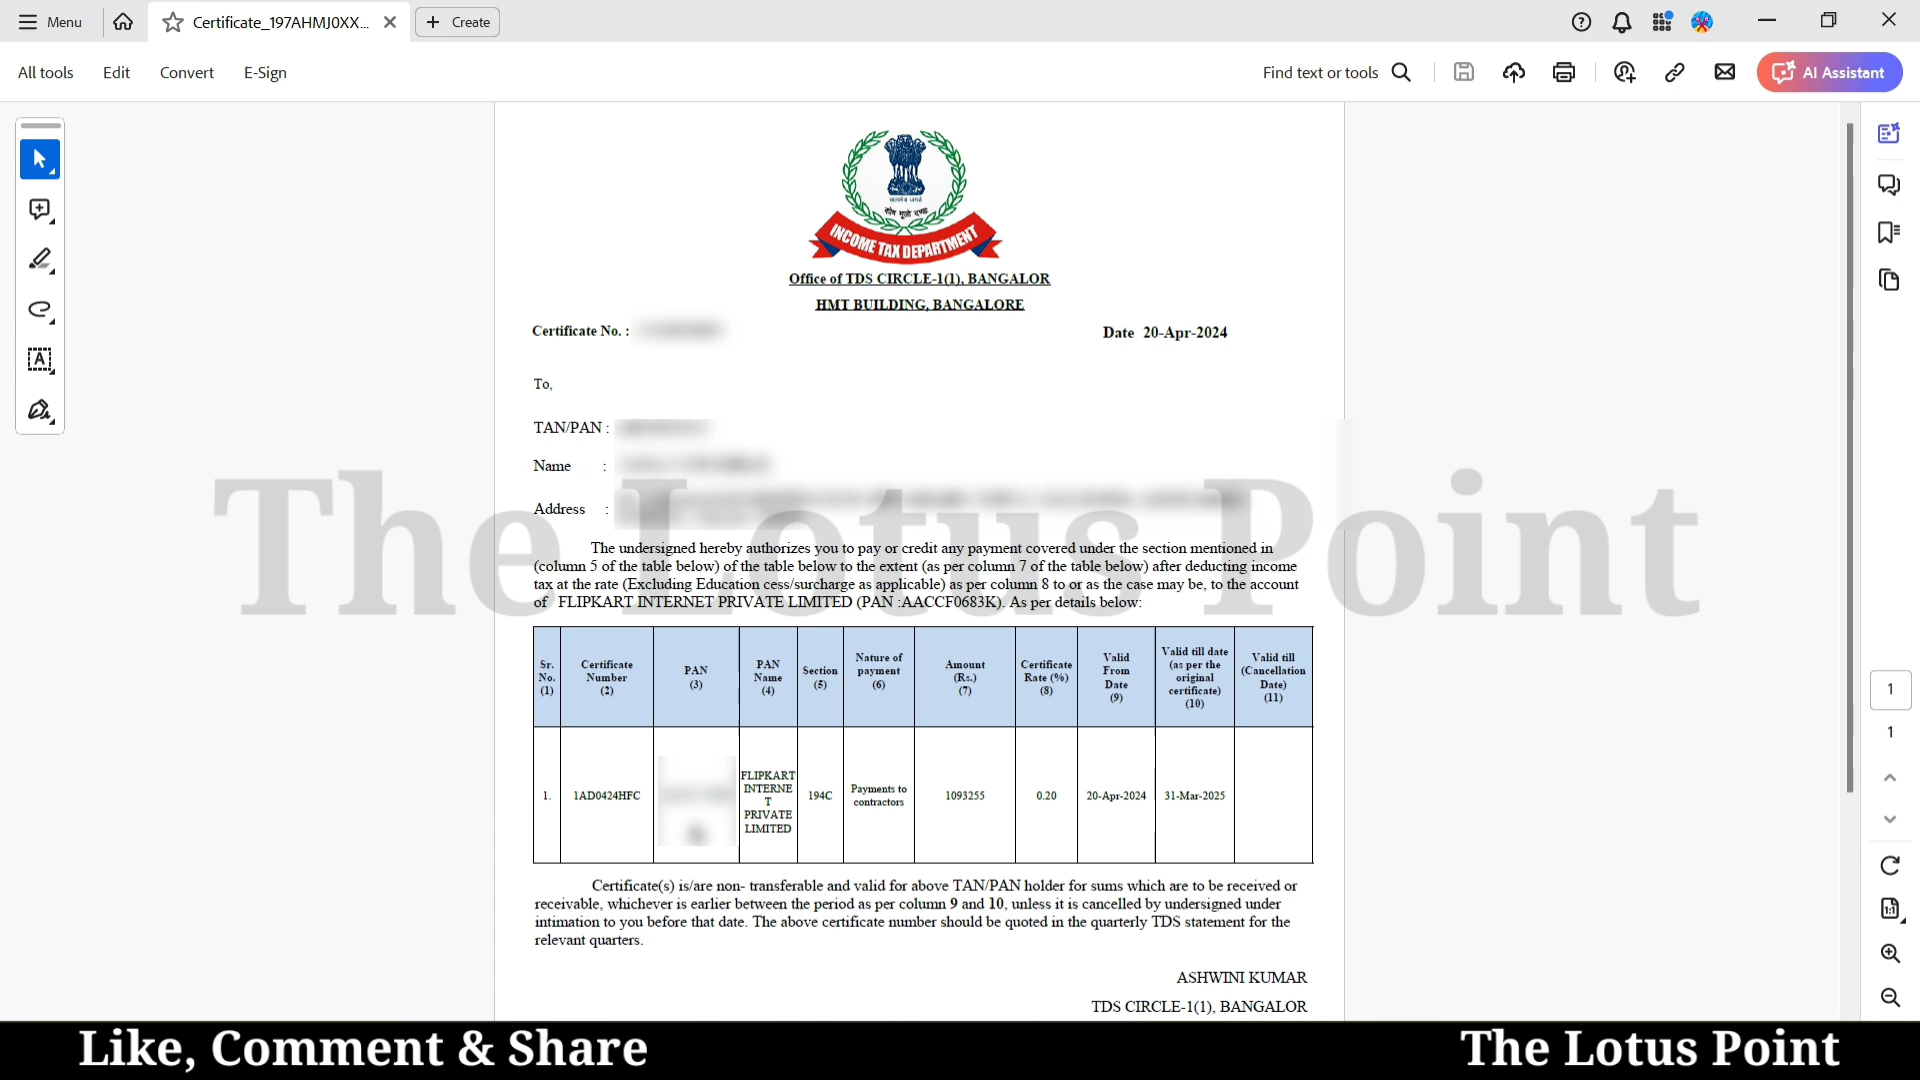 Menu
Certificate_197AHMJ0XX...
Create
All tools
Edit
Convert
E-Sign
Find text or tools
AI Assistant
सत्यमेव जयते
कोष मूलो दण्डः
INCOME TAX DEPARTMENT
Office of TDS CIRCLE-1(1), BANGALOR
HMT BUILDING, BANGALORE
Certificate No. :
Date 20-Apr-2024
To,
TAN/PAN :
Name :
Address :
The Lotus Point
The undersigned hereby authorizes you to pay or credit any payment covered under the section mentioned in
(column 5 of the table below) of the table below to the extent (as per column 7 of the table below) after deducting income
tax at the rate (Excluding Education cess/surcharge as applicable) as per column 8 to or as the case may be, to the account
of FLIPKART INTERNET PRIVATE LIMITED (PAN :AACCF0683K). As per details below:
Sr. No. (1) Certificate Number (2) PAN (3) PAN Name (4) Section (5) Nature of payment (6) Amount (Rs.) (7) Certificate Rate (%) (8) Valid From Date (9) Valid till date (as per the original certificate) (10) Valid till (Cancellation Date) (11)
1. 1AD0424HFC FLIPKART INTERNE T PRIVATE LIMITED 194C Payments to contractors 1093255 0.20 20-Apr-2024 31-Mar-2025
Certificate(s) is/are non- transferable and valid for above TAN/PAN holder for sums which are to be received or
receivable, whichever is earlier between the period as per column 9 and 10, unless it is cancelled by undersigned under
intimation to you before that date. The above certificate number should be quoted in the quarterly TDS statement for the
relevant quarters.
ASHWINI KUMAR
TDS CIRCLE-1(1), BANGALOR
1
1
Like, Comment & Share
The Lotus Point